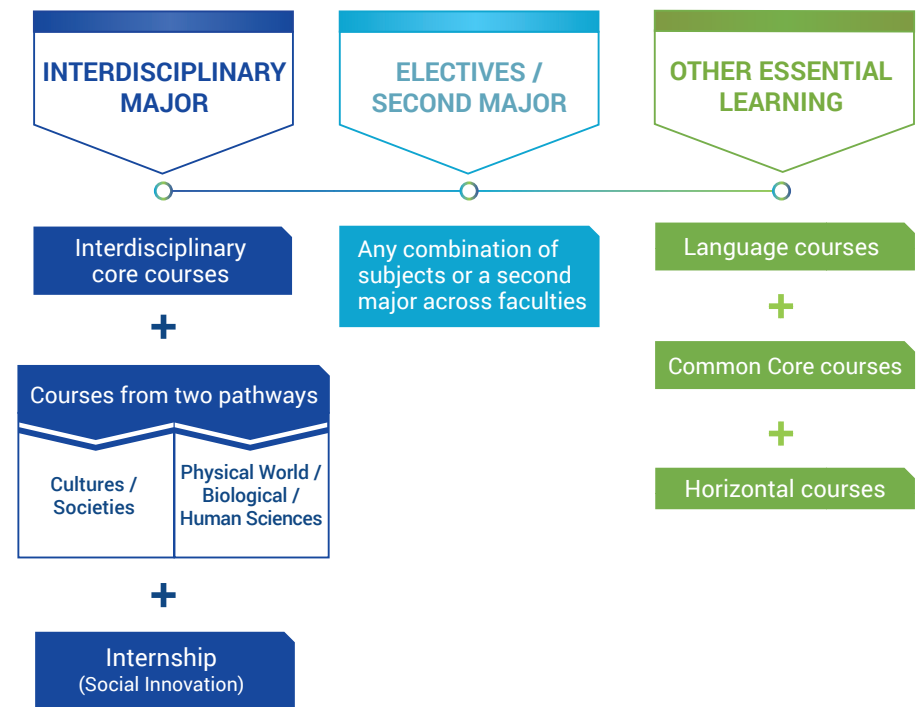 INTERDISCIPLINARY
MAJOR
Interdisciplinary
core courses
+
Courses from two pathways
Cultures /
Societies
Physical World /
Biological /
Human Sciences
+
Internship
(Social Innovation)
ELECTIVES /
SECOND MAJOR
Any combination of
subjects or a second
major across faculties
OTHER ESSENTIAL
LEARNING
Language courses
+
Common Core courses
+
Horizontal courses